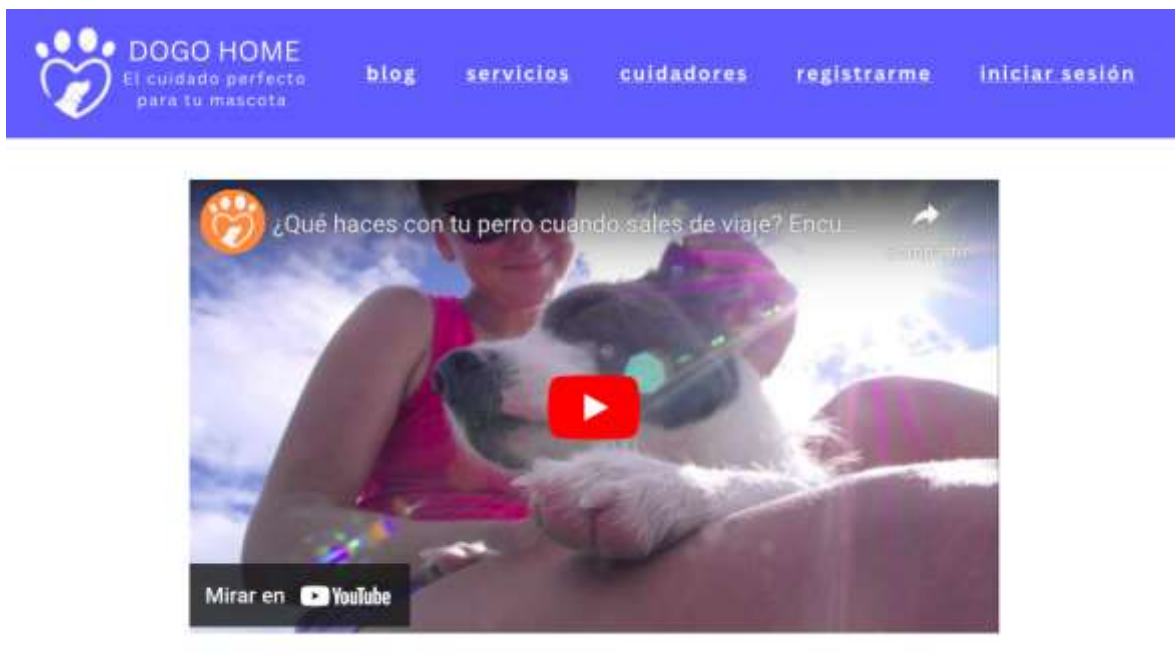 DOGO HOME
El cuidado perfecto
para tu mascota
blog servicios cuidadores registrarme iniciar sesión
¿Qué haces con tu perro cuando sales de viaje? Encu...
Mirar en YouTube